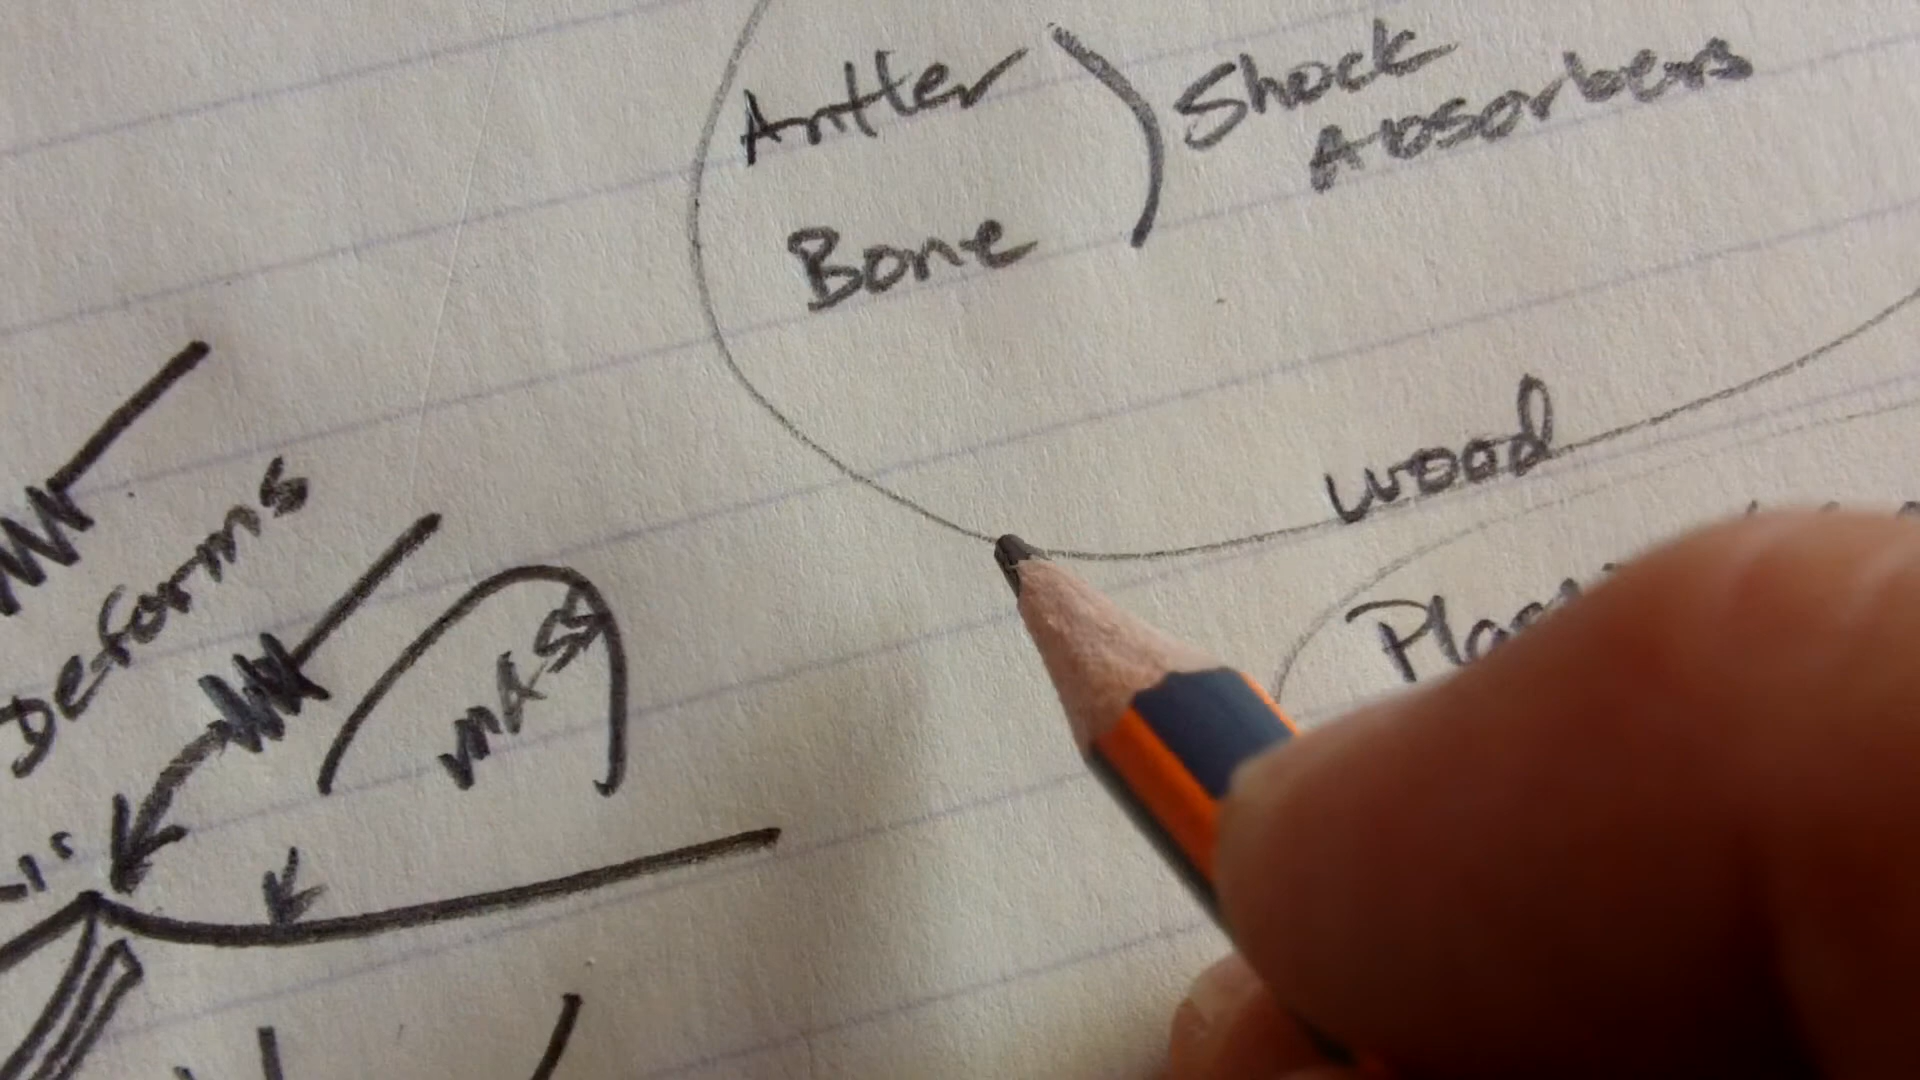 Antler
Shock
Absorbers
Bone
wood
Deforms
MASS